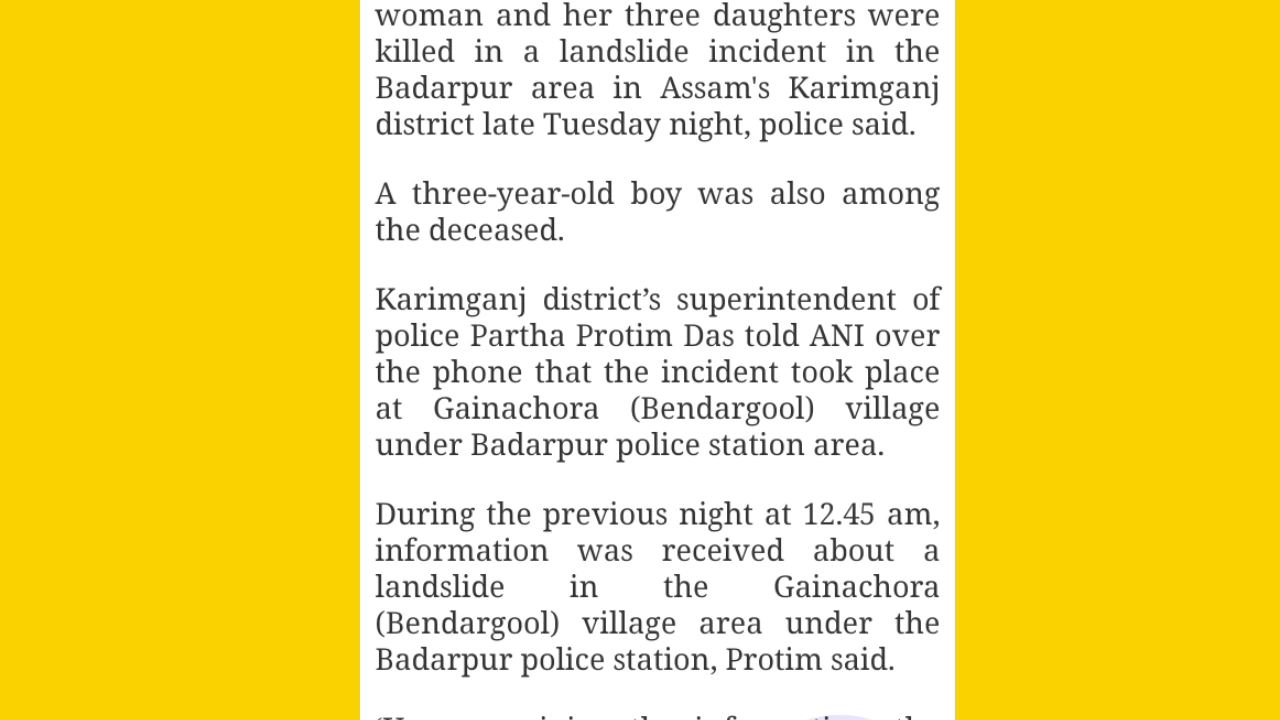 woman and her three daughters were
killed in a landslide incident in the
Badarpur area in Assam's Karimganj
district late Tuesday night, police said.
A three-year-old boy was also among
the deceased.
Karimganj district’s superintendent of
police Partha Protim Das told ANI over
the phone that the incident took place
at Gainachora (Bendargool) village
under Badarpur police station area.
During the previous night at 12.45 am,
information was received about a
landslide in the Gainachora
(Bendargool) village area under the
Badarpur police station, Protim said.